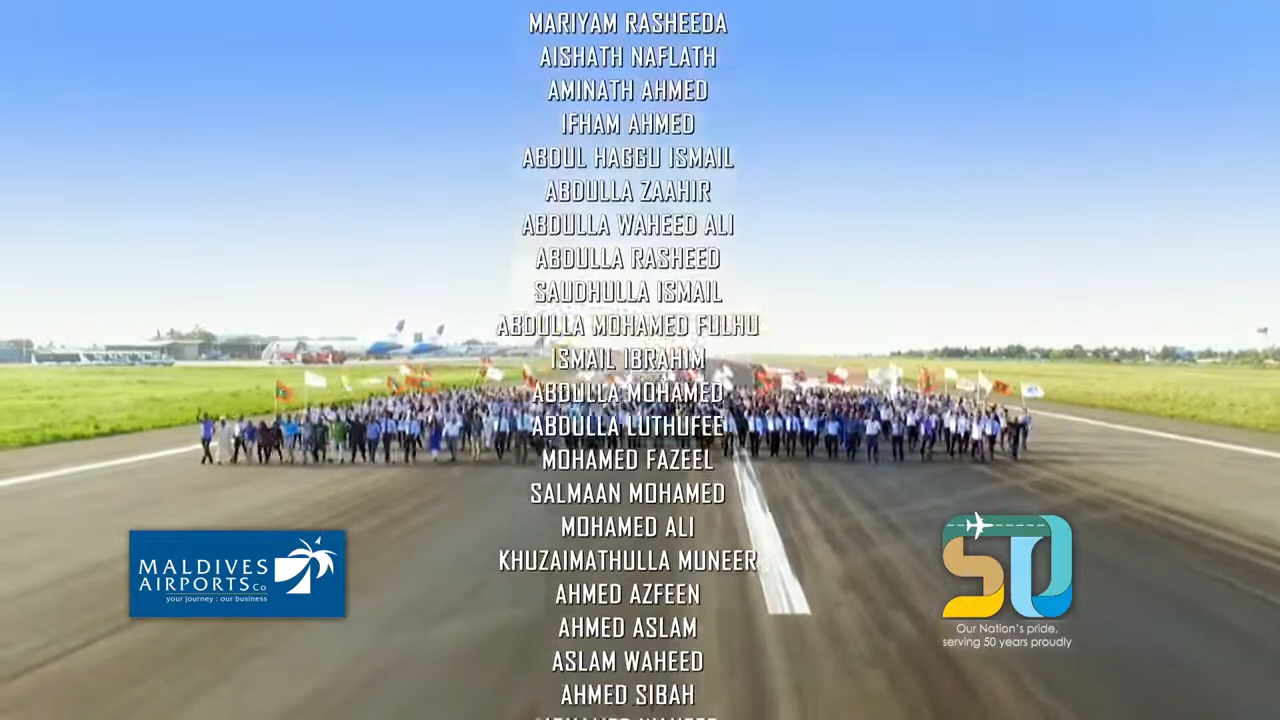 MARIYAM RASHEEDA
AISHATH NAFLATH
AMINATH AHMED
IFHAM AHMED
ABDUL HAGGU ISMAIL
ABDULLA ZAAHIR
ABDULLA WAHEED ALI
ABDULLA RASHEED
SAUDHULLA ISMAIL
ABDULLA MOHAMED FULHU
ISMAIL IBRAHIM
ABDULLA MOHAMED
ABDULLA LUTHUFEE
MOHAMED FAZEEL
SALMAAN MOHAMED
MOHAMED ALI
KHUZAIMATHULLA MUNEER
AHMED AZFEEN
AHMED ASLAM
ASLAM WAHEED
AHMED SIBAH
MALDIVES
AIRPORTS Co
your journey : our business
50
Our Nation's pride,
serving 50 years proudly